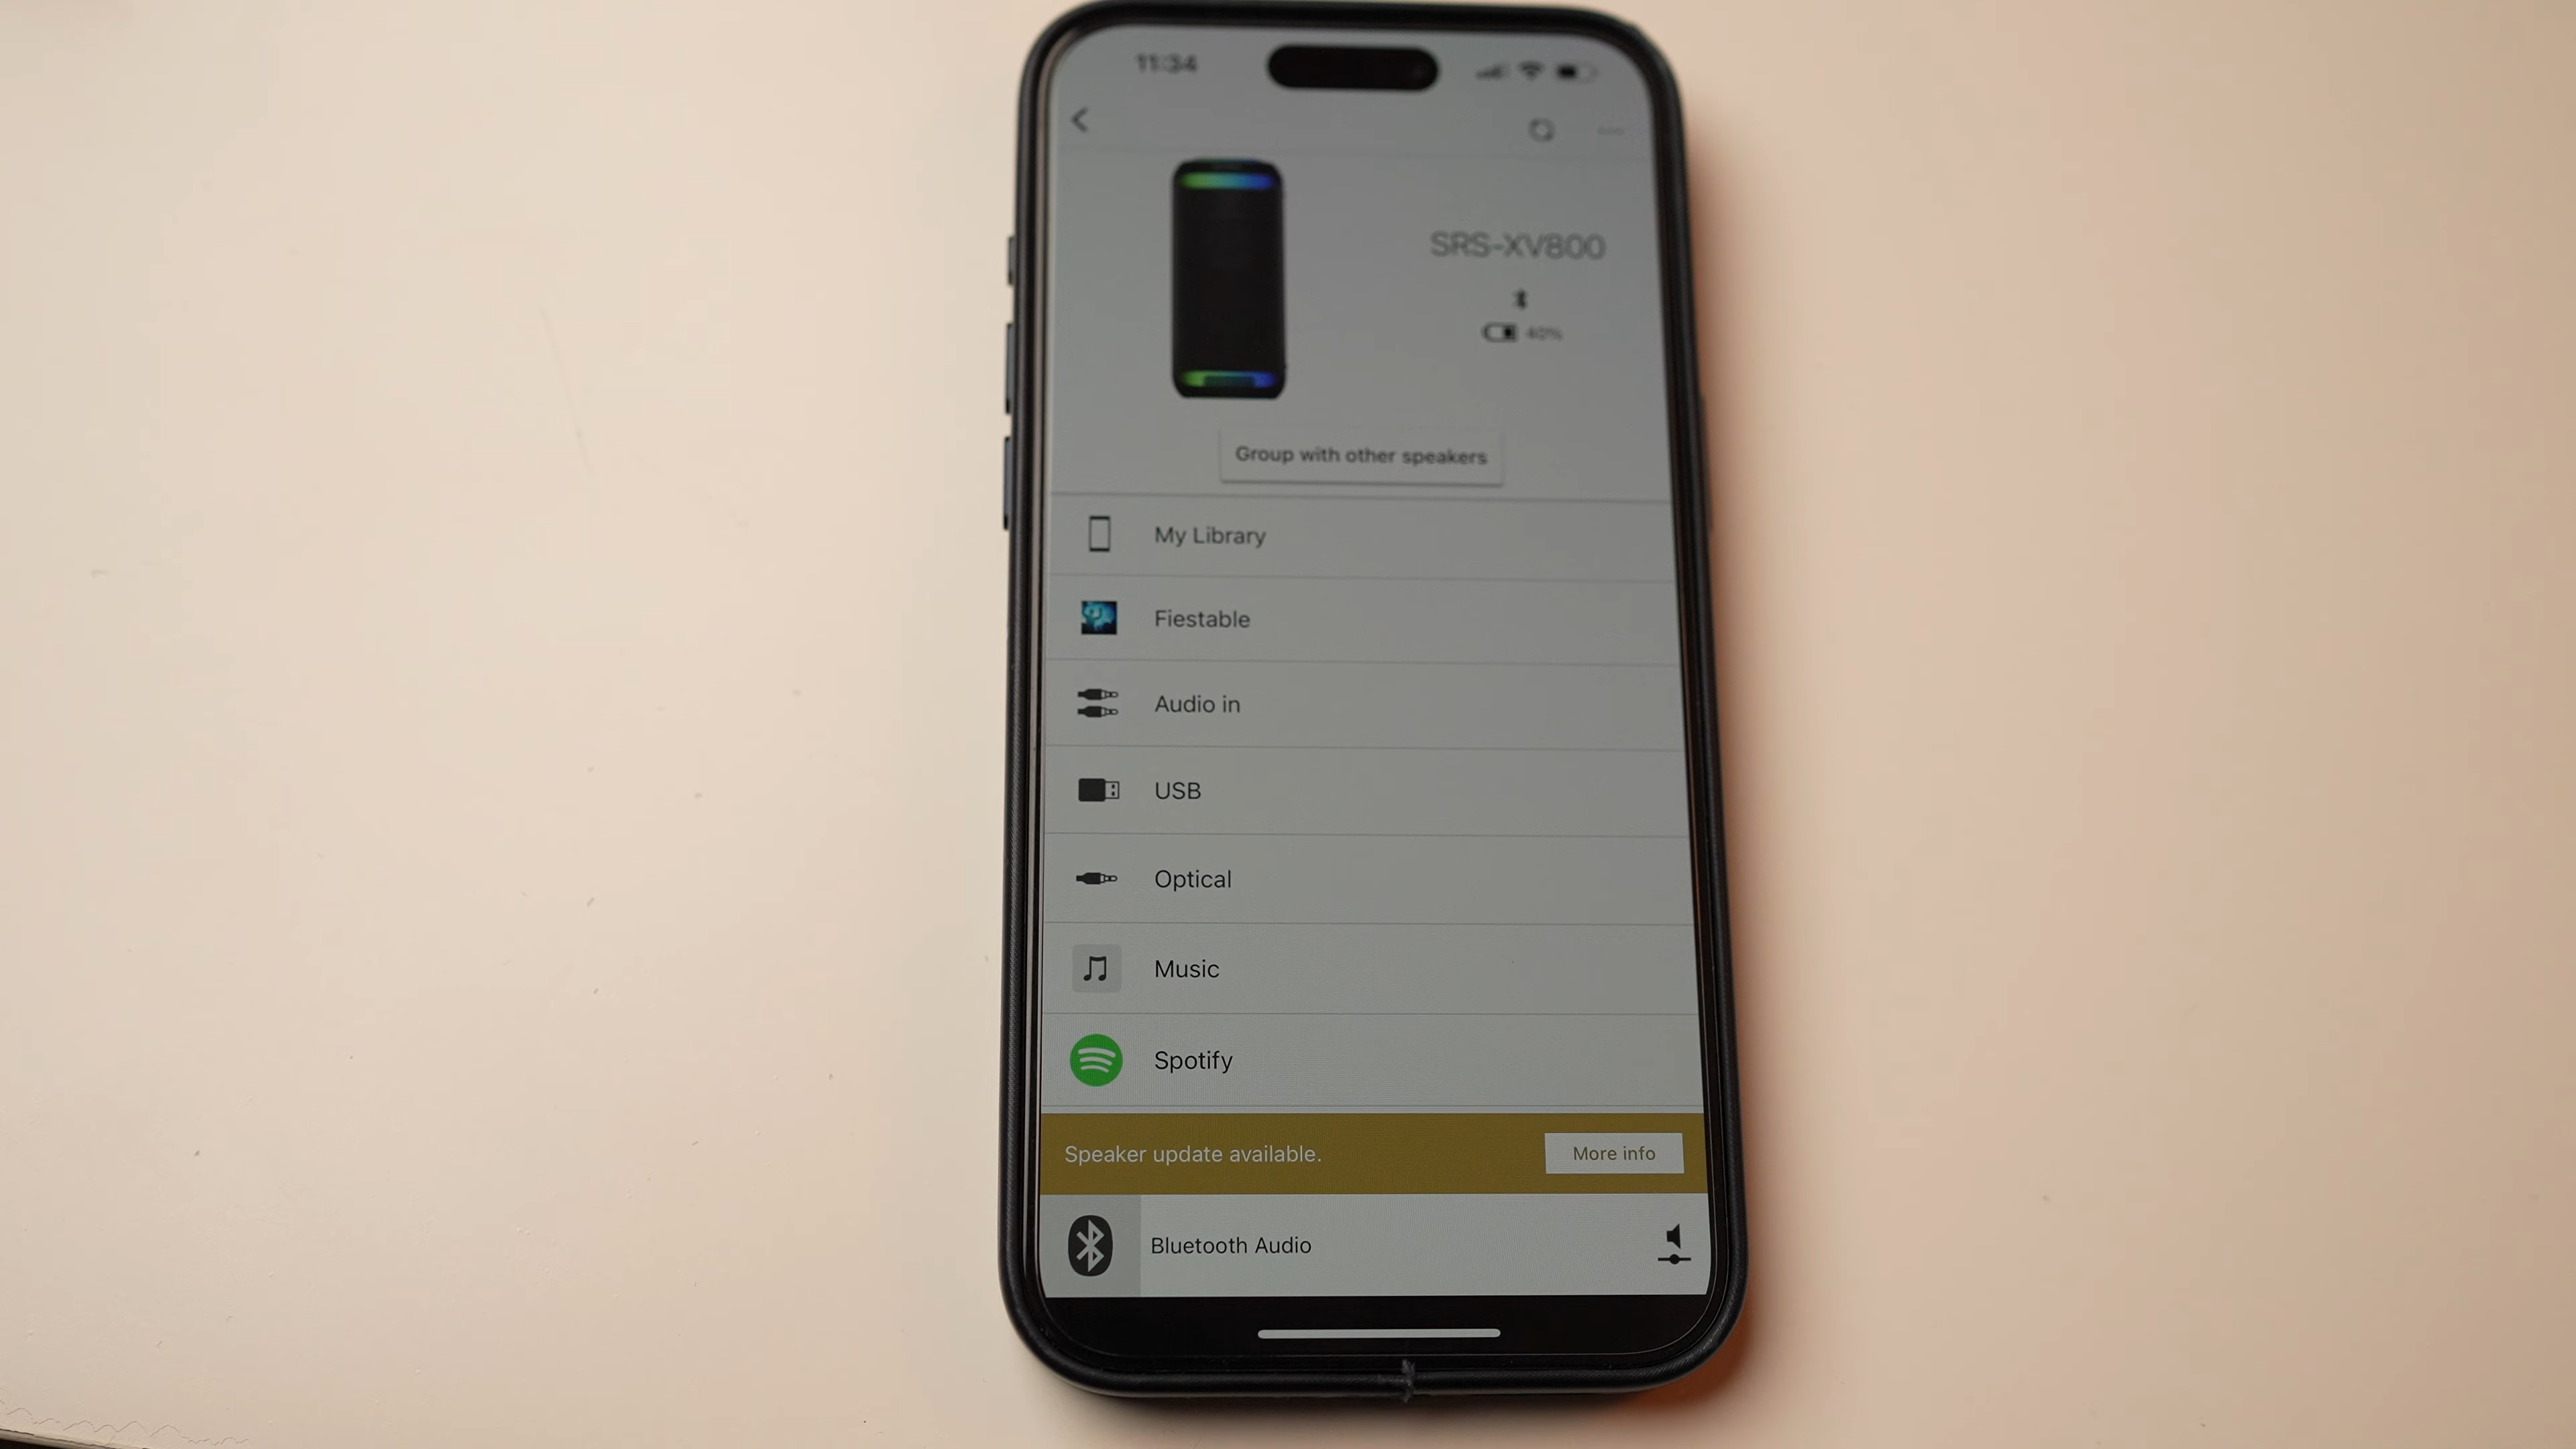 11:34
SRS-XV800
40%
Group with other speakers
My Library
Fiestable
Audio in
USB
Optical
Music
Spotify
Speaker update available.
More info
Bluetooth Audio